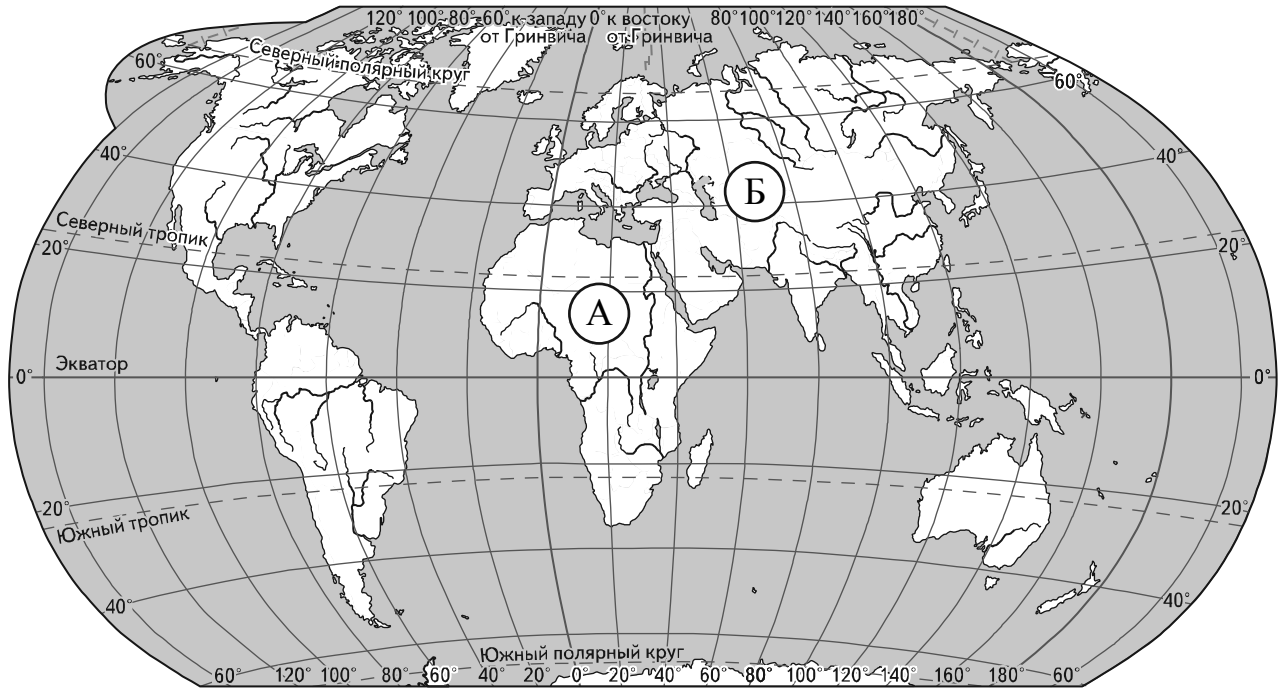 120° 100° 80° 60° к западу 0° к востоку 80° 100° 120° 140° 160° 180°
от Гринвича от Гринвича
Северный полярный круг
60° 60°
40° 40°
Б
Северный тропик
20° 20°
А
Экватор
0° 0°
20° 20°
Южный тропик
40° 40°
Южный полярный круг
60° 120° 100° 80° 60° 40° 20° 0° 20° 40° 60° 80° 100° 120° 140° 160° 180° 60°